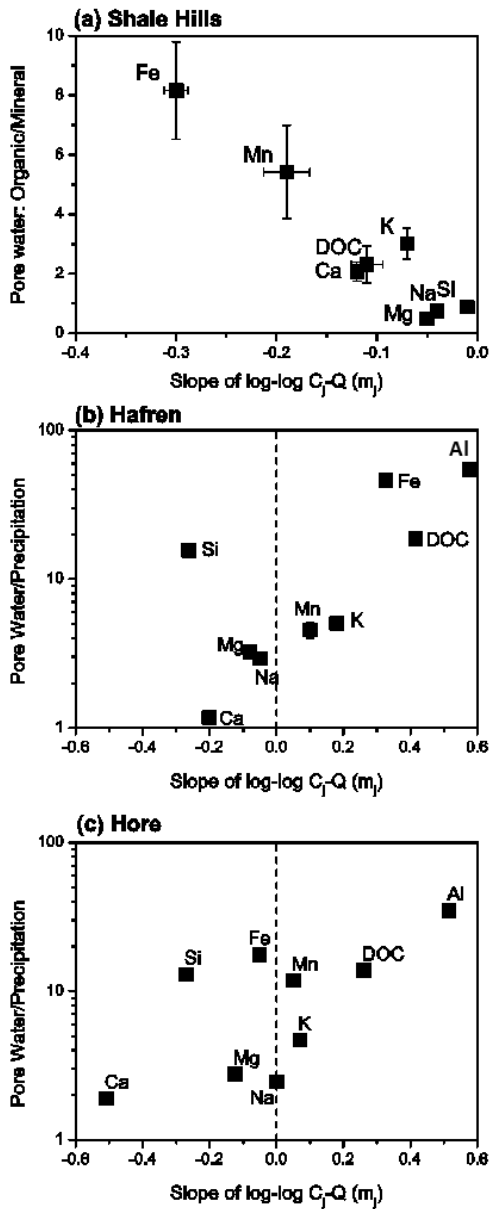 (a) Shale Hills
Pore water: Organic/Mineral
10
8
6
4
2
0
Fe
Mn
K
DOC
Ca
Na
SI
Mg
-0.4
-0.3
-0.2
-0.1
0.0
Slope of log-log Cj-Q (mj)
(b) Hafren
Pore Water/Precipitation
100
10
1
Al
Fe
DOC
Si
Mn
K
Mg
Na
Ca
-0.6
-0.4
-0.2
0.0
0.2
0.4
0.6
Slope of log-log Cj-Q (mj)
(c) Hore
Pore Water/Precipitation
100
10
1
Al
Fe
Si
Mn
DOC
K
Mg
Na
Ca
-0.6
-0.4
-0.2
0.0
0.2
0.4
0.6
Slope of log-log Cj-Q (mj)